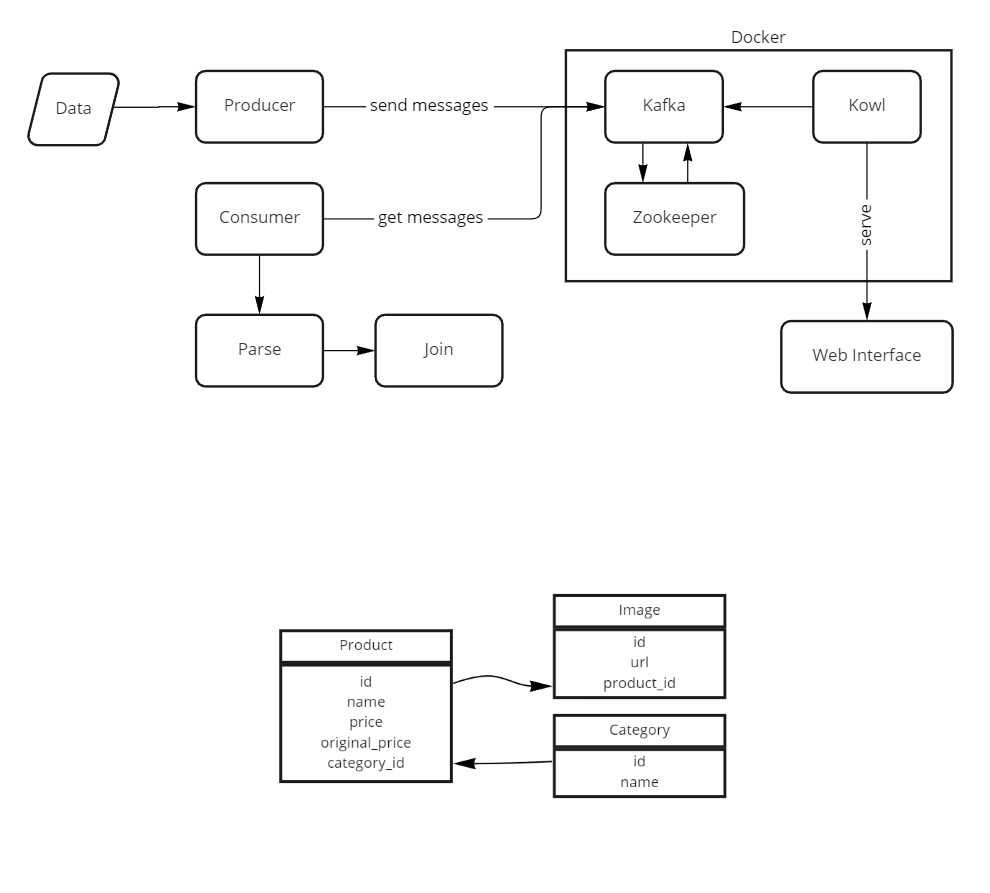 Docker
Data
Producer
send messages
Kafka
Kowl
Consumer
get messages
Zookeeper
serve
Parse
Join
Web Interface
Image
id
url
product_id
Product
id
name
price
original_price
category_id
Category
id
name